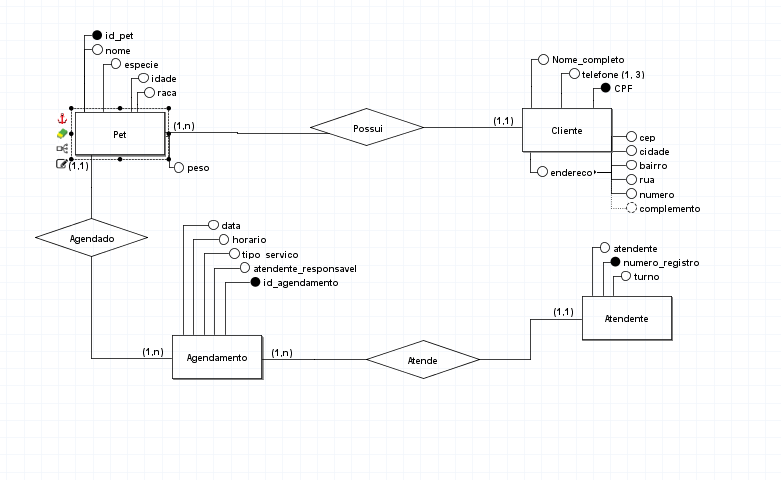 id_pet
nome
especie
idade
raca
(1,n)
Pet
(1,1)
peso
Possui
(1,1)
Nome_completo
telefone (1, 3)
CPF
Cliente
cep
cidade
bairro
rua
numero
complemento
endereco
Agendado
data
horario
tipo servico
atendente_responsavel
id_agendamento
(1,n)
Agendamento
(1,n)
Atende
(1,1)
atendente
numero_registro
turno
Atendente